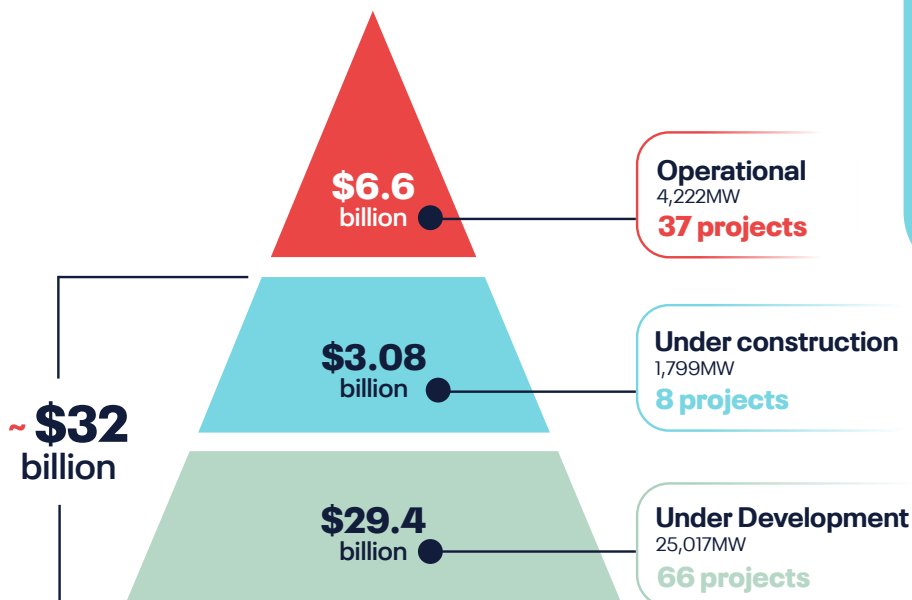 $6.6
billion
Operational
4,222MW
37 projects
$3.08
billion
Under construction
1,799MW
8 projects
~ $32
billion
$29.4
billion
Under Development
25,017MW
66 projects